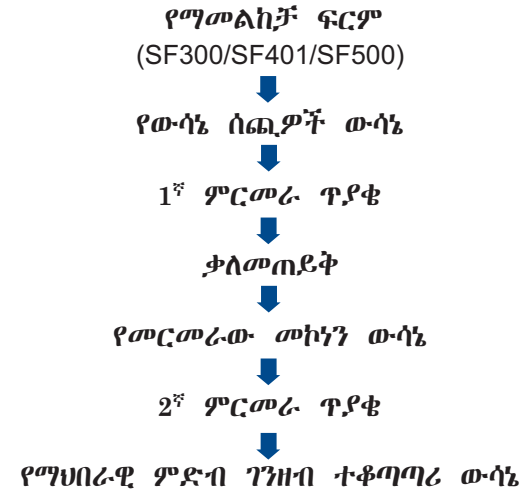 የማመልከቻ ፍርም
(SF300/SF401/SF500)
የውሳኔ ሰጪዎች ውሳኔ
1ኛ ምርመራ ጥያቄ
ቃለመጠይቅ
የመርመራው መኮነን ውሳኔ
2ኛ ምርመራ ጥያቄ
የማህበራዊ ምድብ ገንዘብ ተቆጣጣሪ ውሳኔ